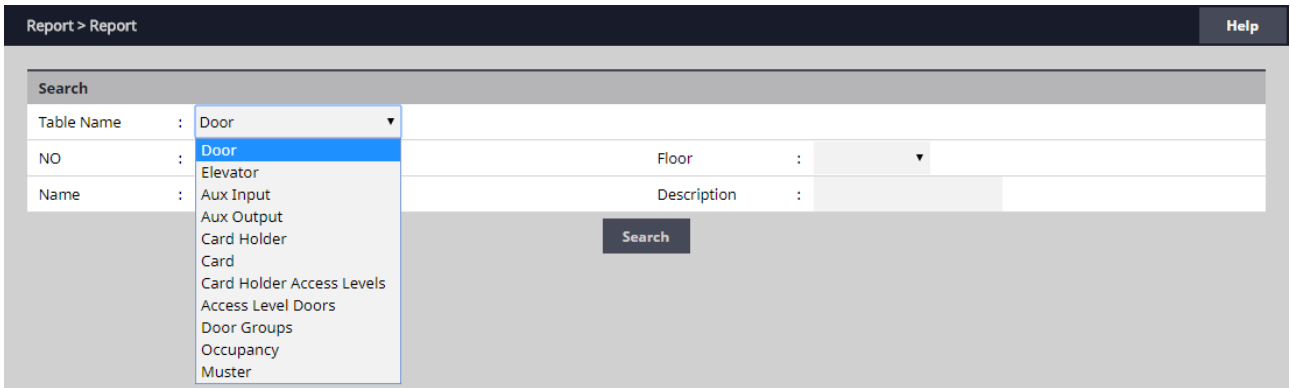 Report > Report Help
Search
Table Name : Door
Door
NO : Floor :
Elevator
Name : Aux Input Description :
Aux Output
Card Holder Search
Card
Card Holder Access Levels
Access Level Doors
Door Groups
Occupancy
Muster